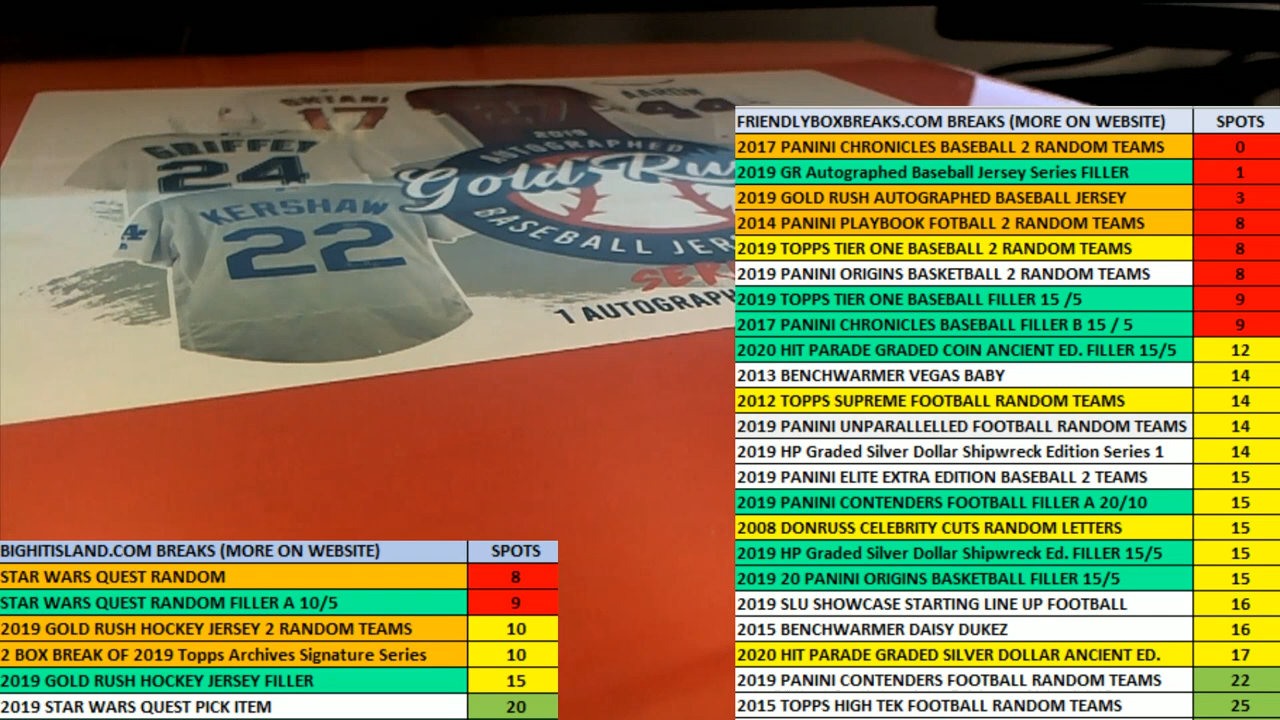 OHTANI
17
AARON
44
GRIFFEY
24
KERSHAW
22
2019
AUTOGRAPHED
Gold Ru
BASEBALL JER
SER
1 AUTOGRAPH
FRIENDLYBOXBREAKS.COM BREAKS (MORE ON WEBSITE) SPOTS
2017 PANINI CHRONICLES BASEBALL 2 RANDOM TEAMS 0
2019 GR Autographed Baseball Jersey Series FILLER 1
2019 GOLD RUSH AUTOGRAPHED BASEBALL JERSEY 3
2014 PANINI PLAYBOOK FOTBALL 2 RANDOM TEAMS 8
2019 TOPPS TIER ONE BASEBALL 2 RANDOM TEAMS 8
2019 PANINI ORIGINS BASKETBALL 2 RANDOM TEAMS 8
2019 TOPPS TIER ONE BASEBALL FILLER 15 /5 9
2017 PANINI CHRONICLES BASEBALL FILLER B 15 / 5 9
2020 HIT PARADE GRADED COIN ANCIENT ED. FILLER 15/5 12
2013 BENCHWARMER VEGAS BABY 14
2012 TOPPS SUPREME FOOTBALL RANDOM TEAMS 14
2019 PANINI UNPARALLELLED FOOTBALL RANDOM TEAMS 14
2019 HP Graded Silver Dollar Shipwreck Edition Series 1 14
2019 PANINI ELITE EXTRA EDITION BASEBALL 2 TEAMS 15
2019 PANINI CONTENDERS FOOTBALL FILLER A 20/10 15
2008 DONRUSS CELEBRITY CUTS RANDOM LETTERS 15
2019 HP Graded Silver Dollar Shipwreck Ed. FILLER 15/5 15
2019 20 PANINI ORIGINS BASKETBALL FILLER 15/5 15
2019 SLU SHOWCASE STARTING LINE UP FOOTBALL 16
2015 BENCHWARMER DAISY DUKEZ 16
2020 HIT PARADE GRADED SILVER DOLLAR ANCIENT ED. 17
2019 PANINI CONTENDERS FOOTBALL RANDOM TEAMS 22
2015 TOPPS HIGH TEK FOOTBALL RANDOM TEAMS 25
BIGHITISLAND.COM BREAKS (MORE ON WEBSITE) SPOTS
STAR WARS QUEST RANDOM 8
STAR WARS QUEST RANDOM FILLER A 10/5 9
2019 GOLD RUSH HOCKEY JERSEY 2 RANDOM TEAMS 10
2 BOX BREAK OF 2019 Topps Archives Signature Series 10
2019 GOLD RUSH HOCKEY JERSEY FILLER 15
2019 STAR WARS QUEST PICK ITEM 20